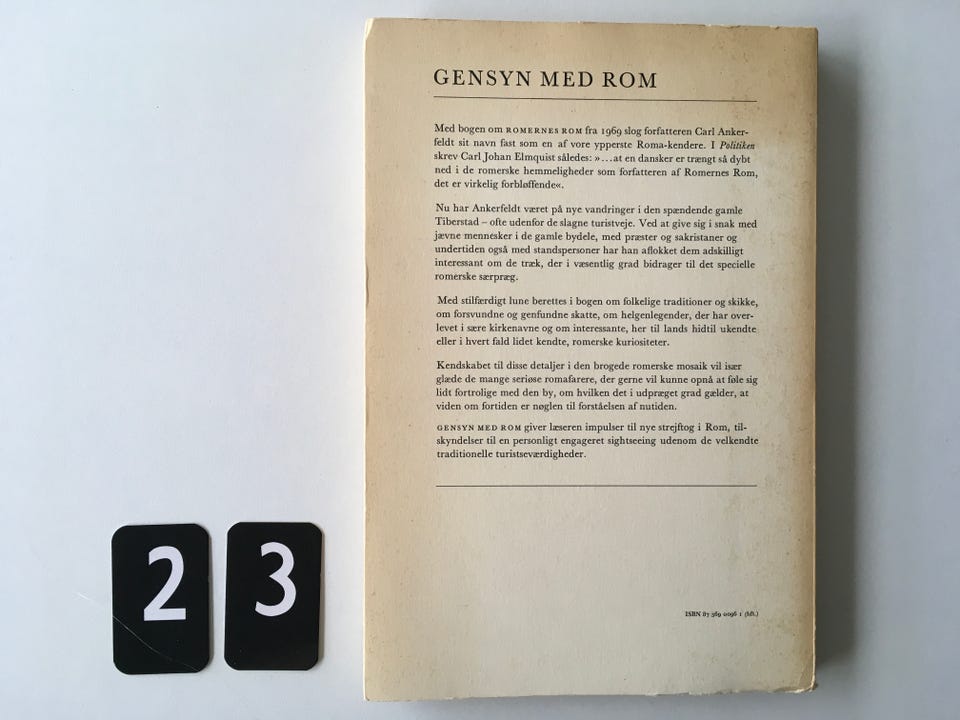 GENSYN MED ROM
Med bogen om ROMERNES ROM fra 1969 slog forfatteren Carl Anker-
feldt sit navn fast som en af vore ypperste Roma-kendere. I Politiken
skrev Carl Johan Elmquist således: »...at en dansker er trængt så dybt
ned i de romerske hemmeligheder som forfatteren af Romernes Rom,
det er virkelig forbløffende«.
Nu har Ankerfeldt været på nye vandringer i den spændende gamle
Tiberstad – ofte udenfor de slagne turistveje. Ved at give sig i snak med
jævne mennesker i de gamle bydele, med præster og sakristaner og
undertiden også med standspersoner har han aflokket dem adskilligt
interessant om de træk, der i væsentlig grad bidrager til det specielle
romerske særpræg.
Med stilfærdigt lune berettes i bogen om folkelige traditioner og skikke,
om forsvundne og genfundne skatte, om helgenlegender, der har over-
levet i sære kirkenavne og om interessante, her til lands hidtil ukendte
eller i hvert fald lidet kendte, romerske kuriositeter.
Kendskabet til disse detaljer i den brogede romerske mosaik vil især
glæde de mange seriøse romafarere, der gerne vil kunne opnå at føle sig
lidt fortrolige med den by, om hvilken det i udpræget grad gælder, at
viden om fortiden er nøglen til forståelsen af nutiden.
GENSYN MED ROM giver læseren impulser til nye strejftog i Rom, til-
skyndelser til en personligt engageret sightseeing udenom de velkendte
traditionelle turistseværdigheder.
ISBN 87 569 0096 1 (hft.)
2 3